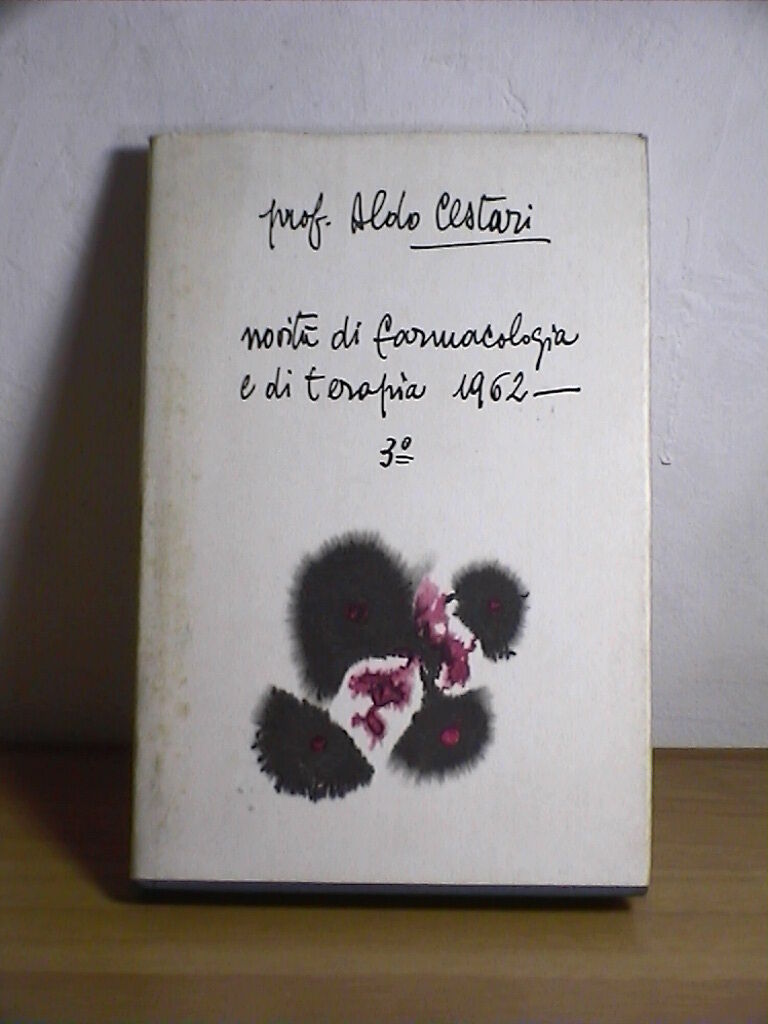 prof. Aldo Cestari
novità di farmacologia
e di terapia 1962—
3º